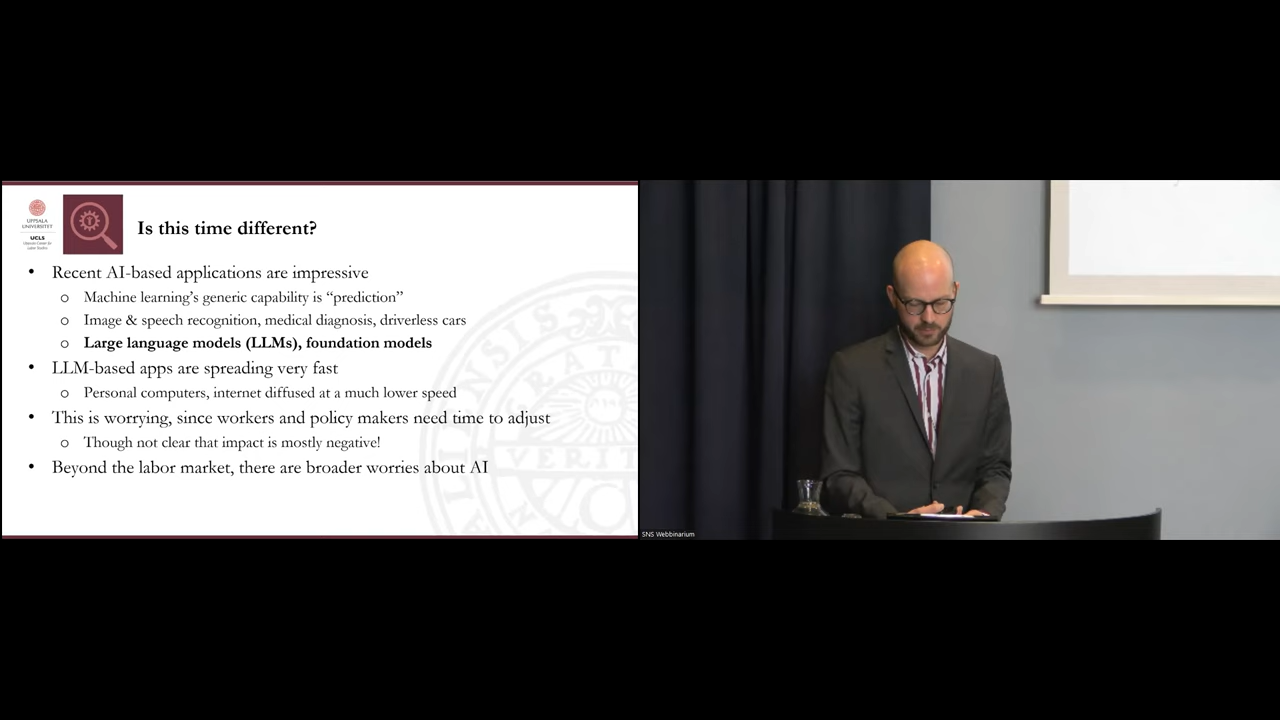 UPPSALA
UNIVERSITET
UCLS
Is this time different?
• Recent AI-based applications are impressive
o Machine learning's generic capability is “prediction”
o Image & speech recognition, medical diagnosis, driverless cars
o Large language models (LLMs), foundation models
• LLM-based apps are spreading very fast
o Personal computers, internet diffused at a much lower speed
• This is worrying, since workers and policy makers need time to adjust
o Though not clear that impact is mostly negative!
• Beyond the labor market, there are broader worries about AI
SNS Webbinarium